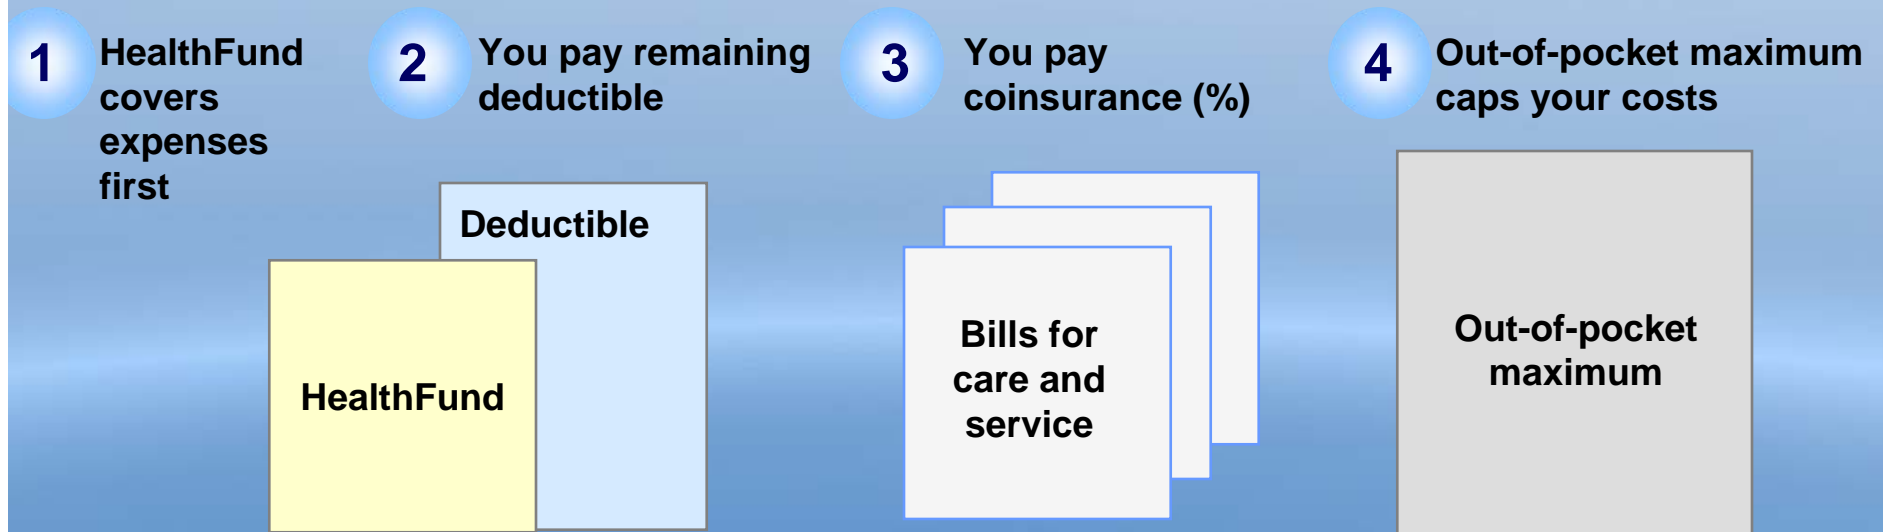 1
HealthFund
covers
expenses
first
2
You pay remaining
deductible
3
You pay
coinsurance (%)
4
Out-of-pocket maximum
caps your costs
Deductible
HealthFund
Bills for
care and
service
Out-of-pocket
maximum